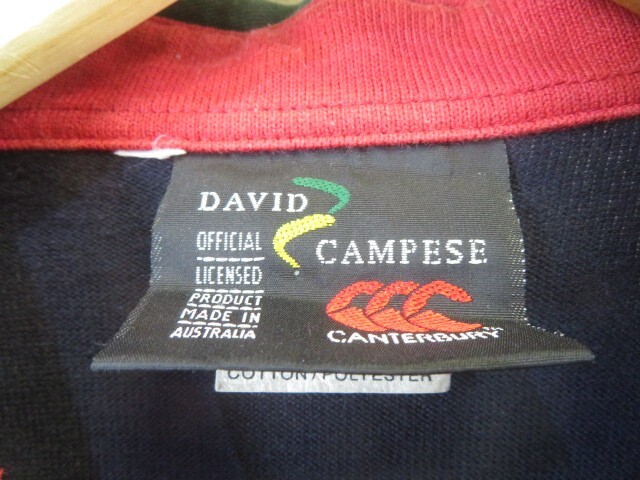 DAVID
CAMPESE
OFFICIAL
LICENSED
PRODUCT
MADE IN
AUSTRALIA
CANTERBURY
COTTON/POLYESTER